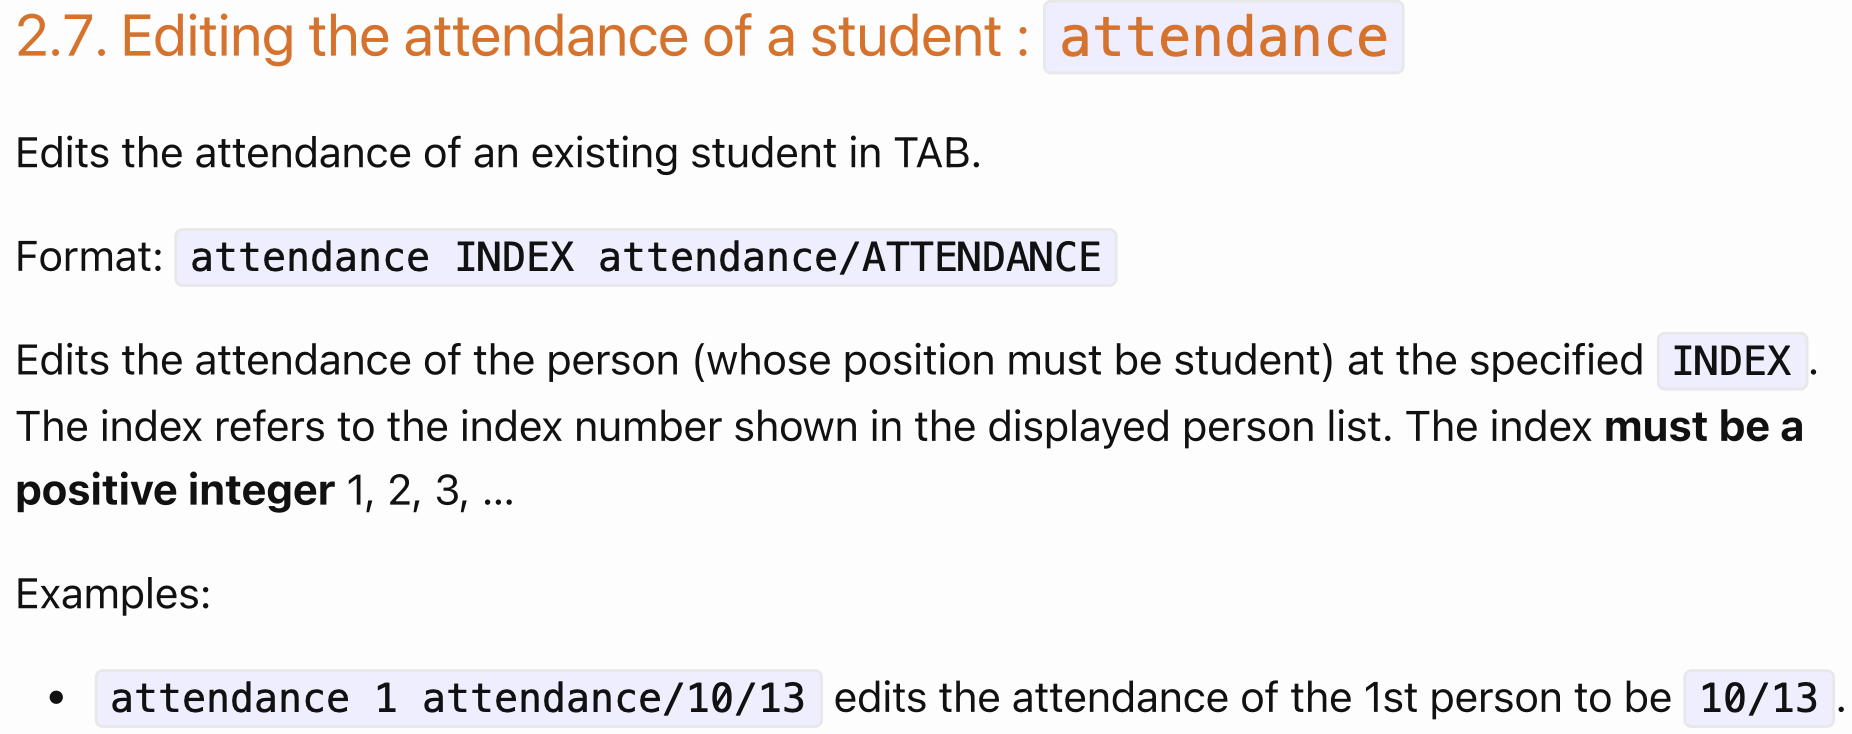 2.7. Editing the attendance of a student : attendance
Edits the attendance of an existing student in TAB.
Format: attendance INDEX attendance/ATTENDANCE
Edits the attendance of the person (whose position must be student) at the specified INDEX.
The index refers to the index number shown in the displayed person list. The index must be a
positive integer 1, 2, 3, …
Examples:
• attendance 1 attendance/10/13 edits the attendance of the 1st person to be 10/13.